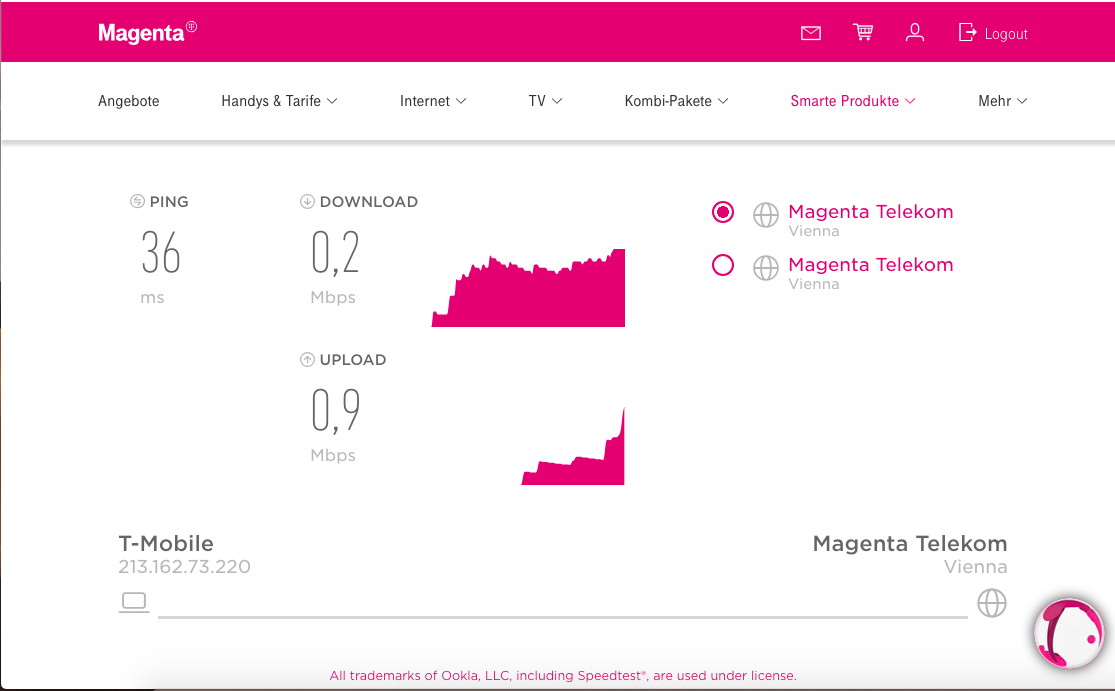 Magenta®
Logout
Angebote Handys & Tarife Internet TV Kombi-Pakete Smarte Produkte Mehr
PING
36
ms
DOWNLOAD
0,2
Mbps
Magenta Telekom
Vienna
Magenta Telekom
Vienna
UPLOAD
0,9
Mbps
T-Mobile
213.162.73.220
Magenta Telekom
Vienna
All trademarks of Ookla, LLC, including Speedtest®, are used under license.